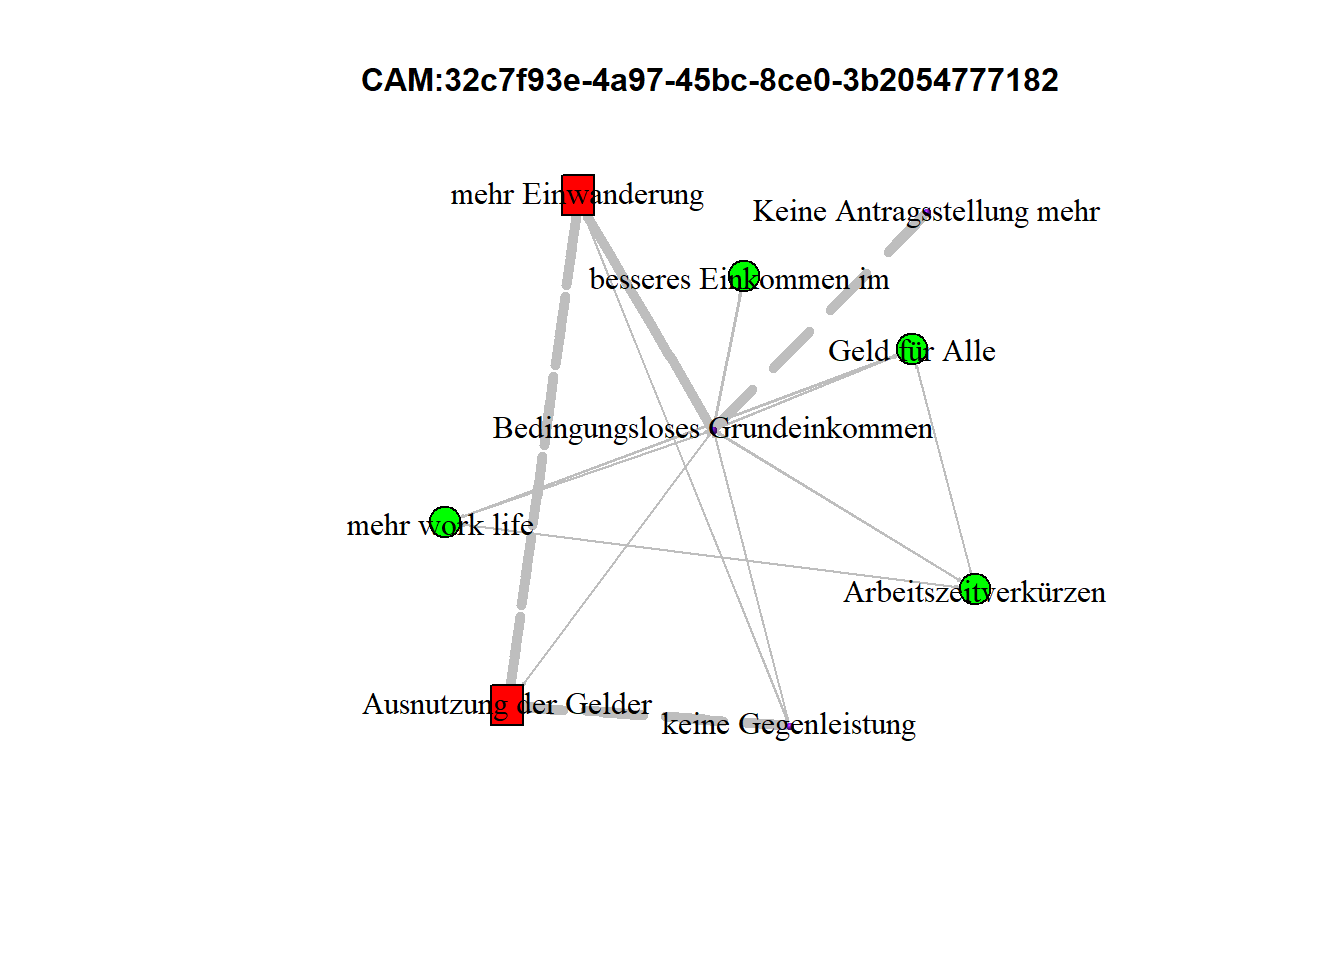 CAM:32c7f93e-4a97-45bc-8ce0-3b2054777182
mehr Einwanderung
Keine Antragsstellung mehr
besseres Einkommen im
Geld für Alle
Bedingungsloses Grundeinkommen
mehr work life
Arbeitszeitverkürzen
Ausnutzung der Gelder
keine Gegenleistung